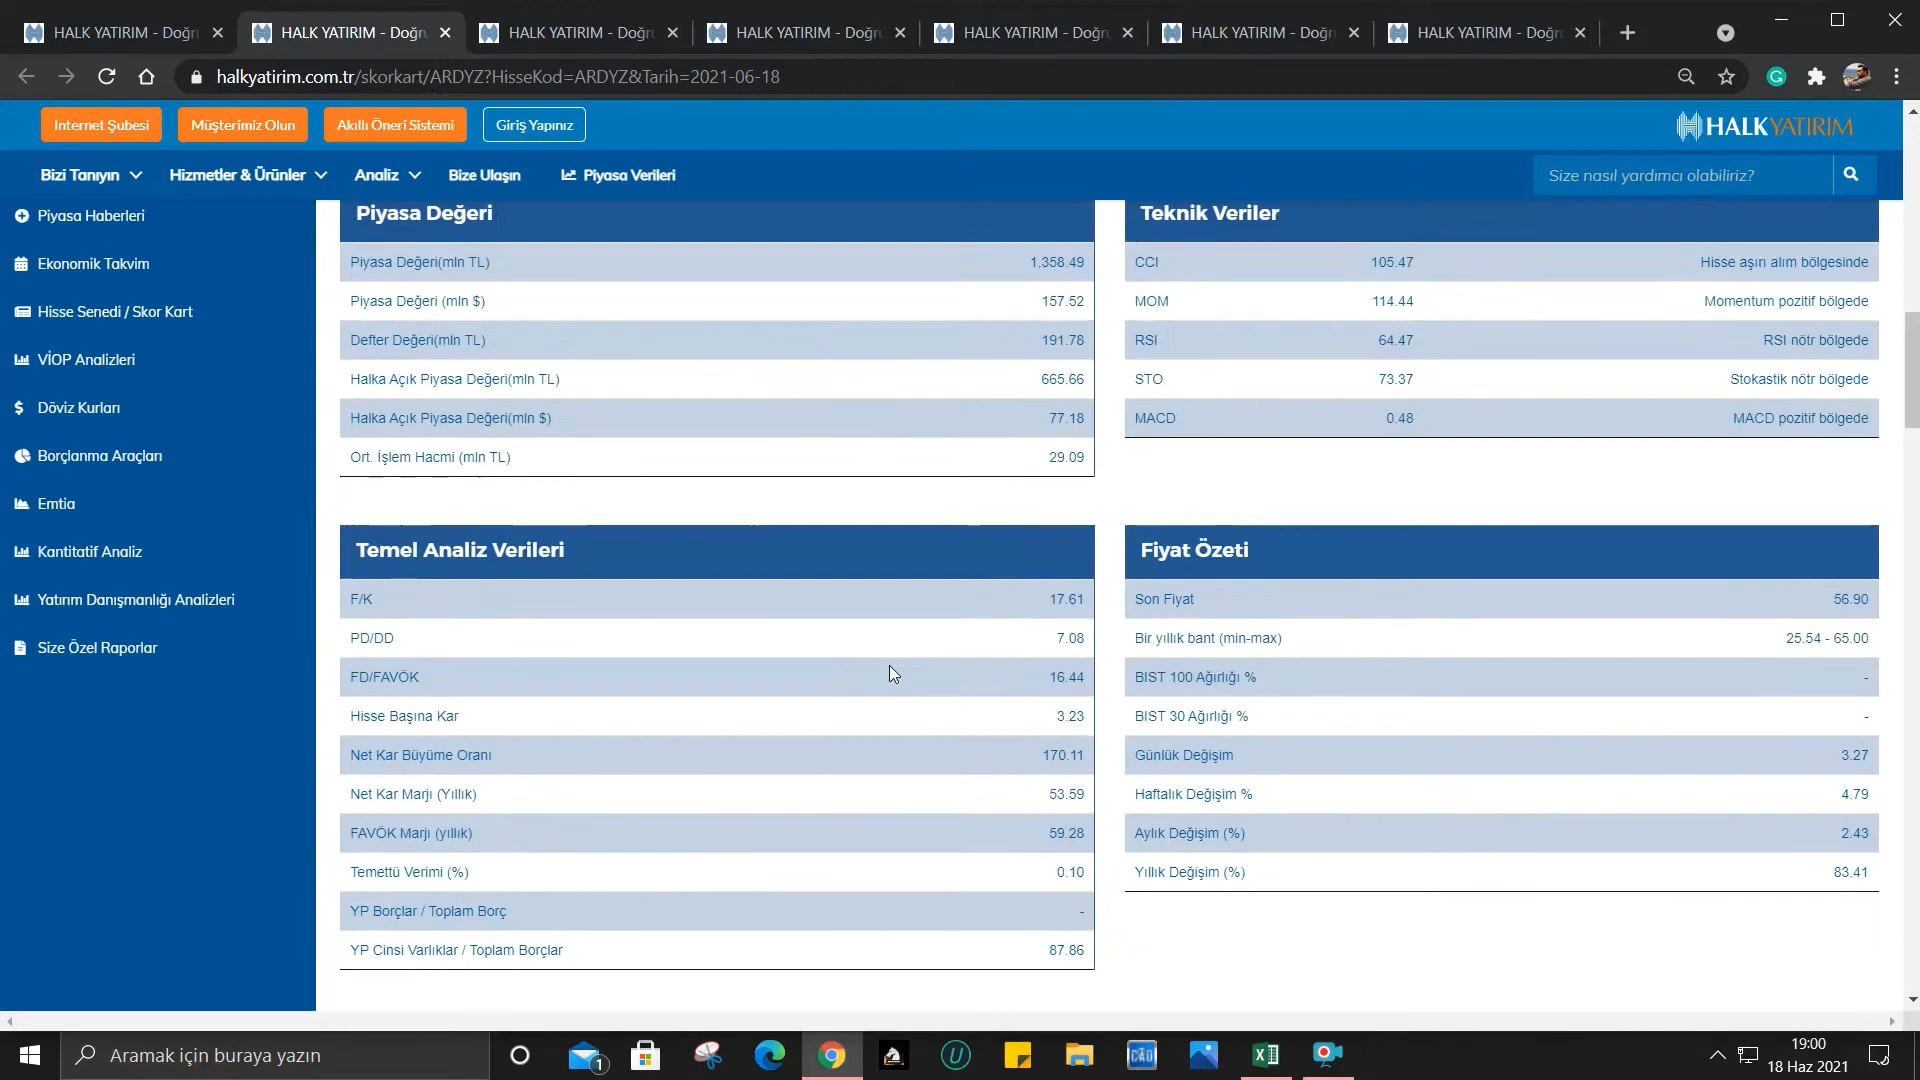 HALK YATIRIM - Doğru
HALK YATIRIM - Doğru
HALK YATIRIM - Doğru
HALK YATIRIM - Doğru
HALK YATIRIM - Doğru
HALK YATIRIM - Doğru
HALK YATIRIM - Doğru
halkyatirim.com.tr/skorkart/ARDYZ?HisseKod=ARDYZ&Tarih=2021-06-18
Internet Şubesi
Müşterimiz Olun
Akıllı Öneri Sistemi
Giriş Yapınız
HALKYATIRIM
Bizi Tanıyın
Hizmetler & Ürünler
Analiz
Bize Ulaşın
Piyasa Verileri
Size nasıl yardımcı olabiliriz?
Piyasa Haberleri
Ekonomik Takvim
Hisse Senedi / Skor Kart
VİOP Analizleri
Döviz Kurları
Borçlanma Araçları
Emtia
Kantitatif Analiz
Yatırım Danışmanlığı Analizleri
Size Özel Raporlar
Piyasa Değeri
Piyasa Değeri(mln TL) 1,358.49
Piyasa Değeri (mln $) 157.52
Defter Değeri(mln TL) 191.78
Halka Açık Piyasa Değeri(mln TL) 665.66
Halka Açık Piyasa Değeri(mln $) 77.18
Ort. İşlem Hacmi (mln TL) 29.09
Teknik Veriler
CCI 105.47 Hisse aşırı alım bölgesinde
MOM 114.44 Momentum pozitif bölgede
RSI 64.47 RSI nötr bölgede
STO 73.37 Stokastik nötr bölgede
MACD 0.48 MACD pozitif bölgede
Temel Analiz Verileri
F/K 17.61
PD/DD 7.08
FD/FAVÖK 16.44
Hisse Başına Kar 3.23
Net Kar Büyüme Oranı 170.11
Net Kar Marjı (Yıllık) 53.59
FAVÖK Marjı (yıllık) 59.28
Temettü Verimi (%) 0.10
YP Borçlar / Toplam Borç -
YP Cinsi Varlıklar / Toplam Borçlar 87.86
Fiyat Özeti
Son Fiyat 56.90
Bir yıllık bant (min-max) 25.54 - 65.00
BIST 100 Ağırlığı % -
BIST 30 Ağırlığı % -
Günlük Değişim 3.27
Haftalık Değişim % 4.79
Aylık Değişim (%) 2.43
Yıllık Değişim (%) 83.41
Aramak için buraya yazın
1
19:00
18 Haz 2021